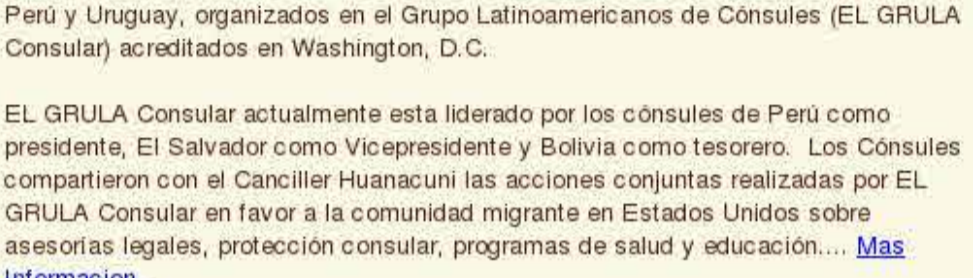 Perú y Uruguay, organizados en el Grupo Latinoamericanos de Cónsules (EL GRULA
Consular) acreditados en Washington, D.C.
EL GRULA Consular actualmente esta liderado por los cónsules de Perú como
presidente, El Salvador como Vicepresidente y Bolivia como tesorero. Los Cónsules
compartieron con el Canciller Huanacuni las acciones conjuntas realizadas por EL
GRULA Consular en favor a la comunidad migrante en Estados Unidos sobre
asesorías legales, protección consular, programas de salud y educación.... Mas
Informacion